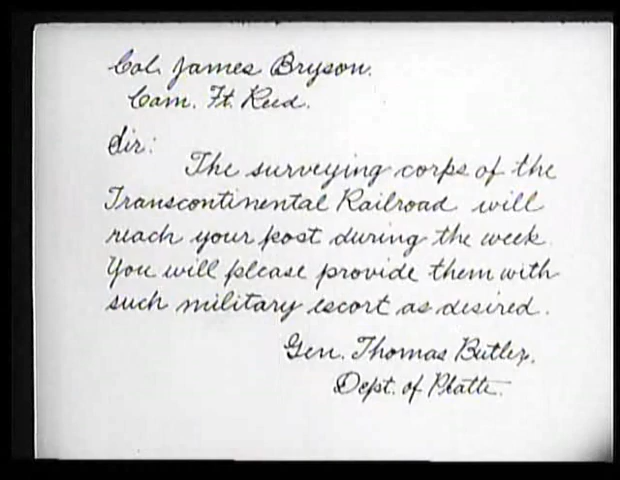 Col. James Bryson.
Com. Ft. Reed.
Sir:
The surveying corps of the
Transcontinental Railroad will
reach your post during the week.
You will please provide them with
such military escort as desired.
Gen. Thomas Butler.
Dept. of Platte.